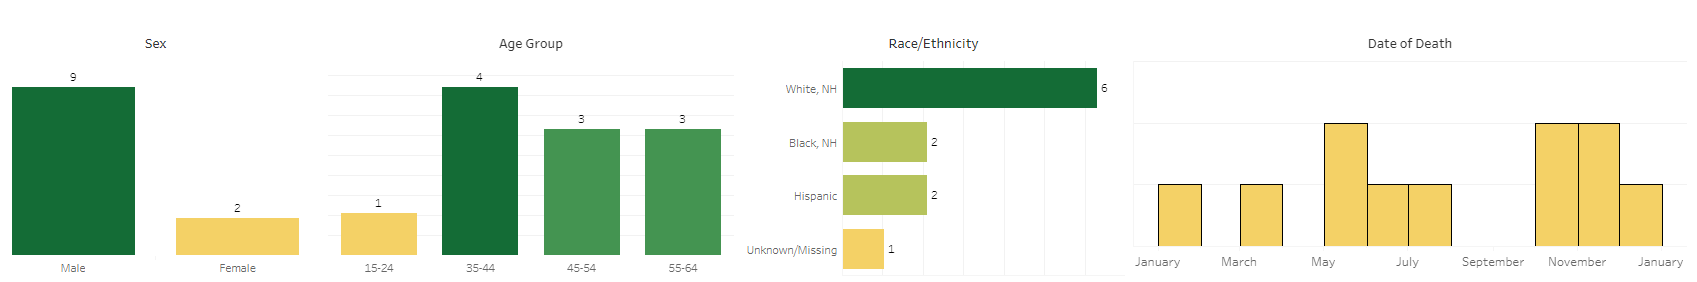 Sex
9
2
Male
Female
Age Group
1
4
3
3
15-24
35-44
45-54
55-64
Race/Ethnicity
White, NH
6
Black, NH
2
Hispanic
2
Unknown/Missing
1
Date of Death
January
March
May
July
September
November
January